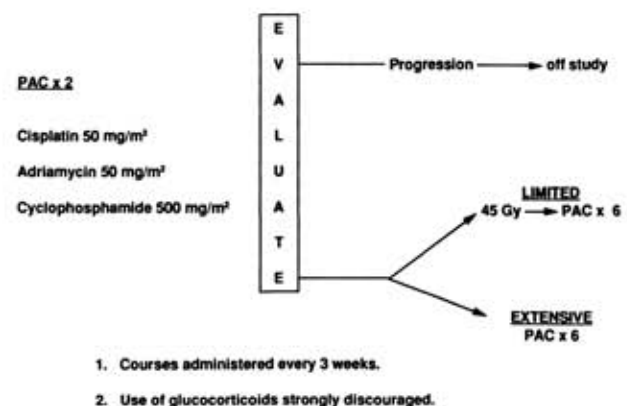 PAC x 2
Cisplatin 50 mg/m²
Adriamycin 50 mg/m²
Cyclophosphamide 500 mg/m²
E
V
A
L
U
A
T
E
Progression
off study
LIMITED
45 Gy
PAC x 6
EXTENSIVE
PAC x 6
1. Courses administered every 3 weeks.
2. Use of glucocorticoids strongly discouraged.